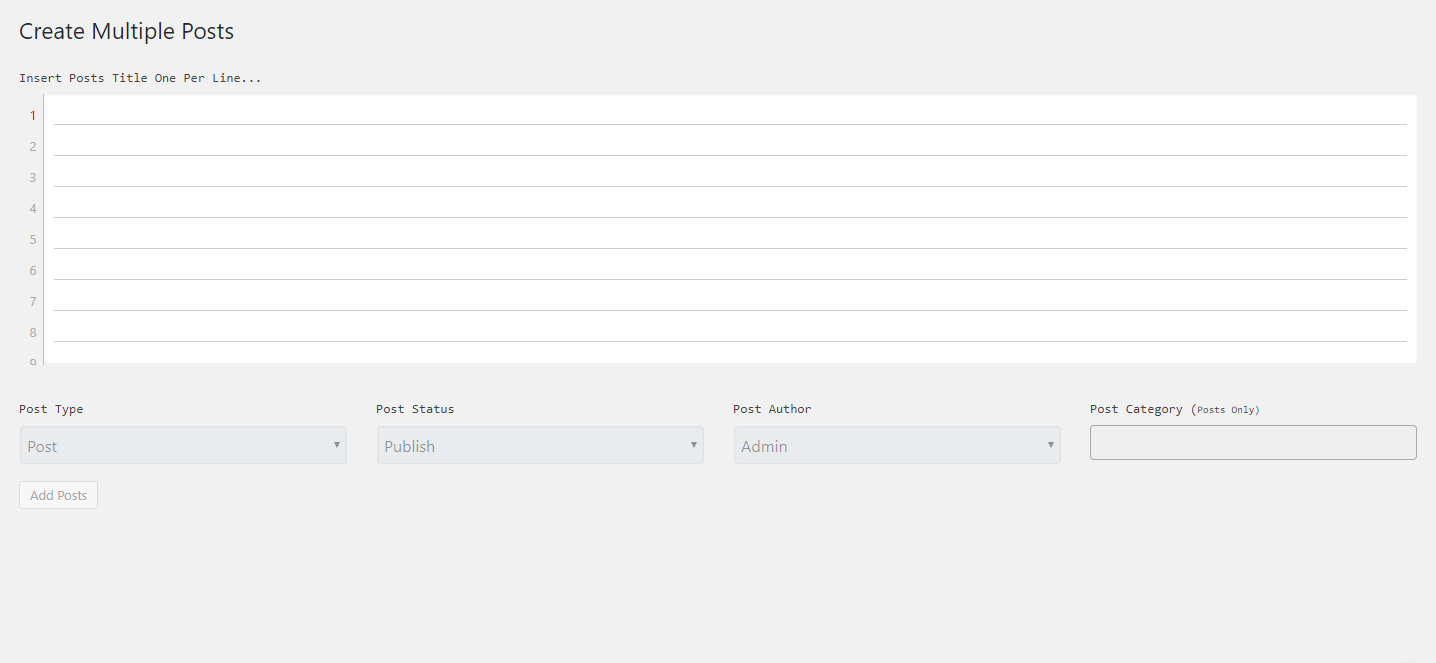 Create Multiple Posts
Insert Posts Title One Per Line...
1
2
3
4
5
6
7
8
9
Post Type Post Status Post Author Post Category (Posts Only)
Post Publish Admin
Add Posts